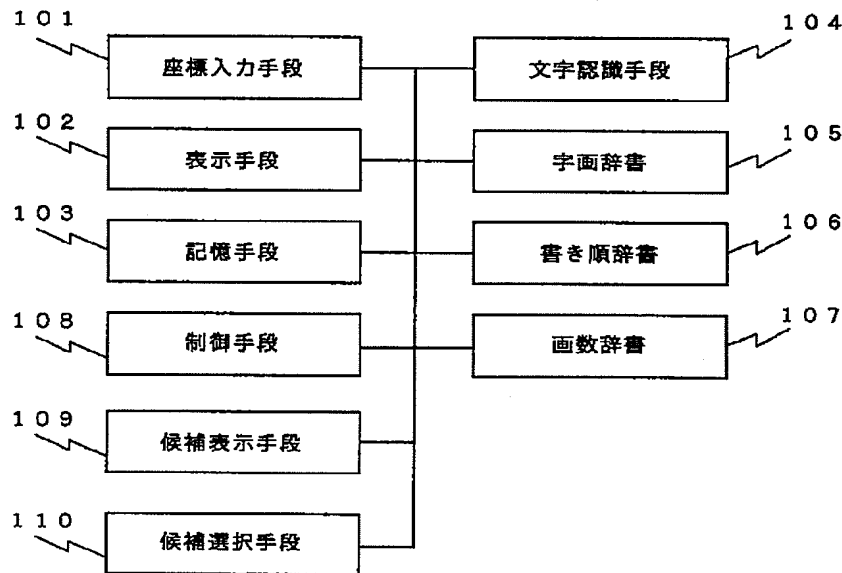 101
座標入力手段
102
表示手段
103
記憶手段
108
制御手段
109
候補表示手段
110
候補選択手段
104
文字認識手段
105
字画辞書
106
書き順辞書
107
画数辞書